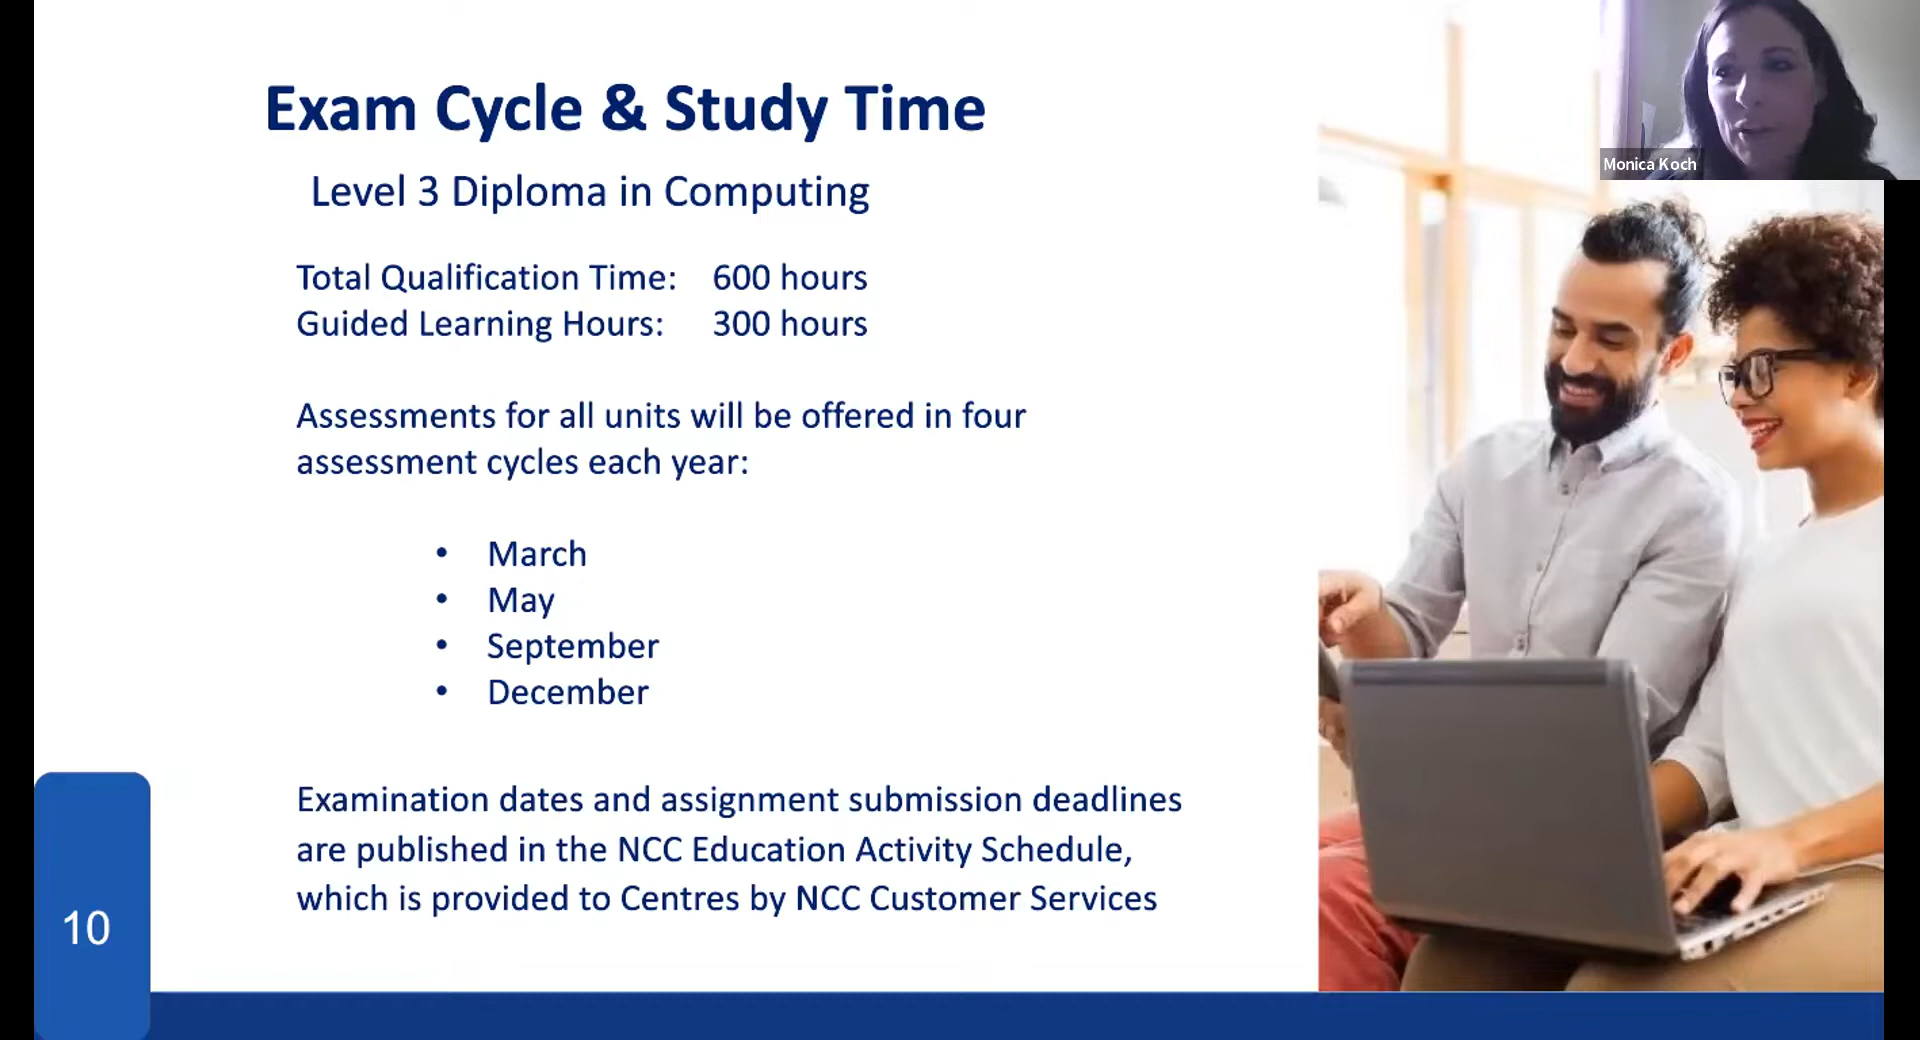 Exam Cycle & Study Time
Level 3 Diploma in Computing
Total Qualification Time: 600 hours
Guided Learning Hours: 300 hours
Assessments for all units will be offered in four
assessment cycles each year:
• March
• May
• September
• December
Examination dates and assignment submission deadlines
are published in the NCC Education Activity Schedule,
which is provided to Centres by NCC Customer Services
10
Monica Koch